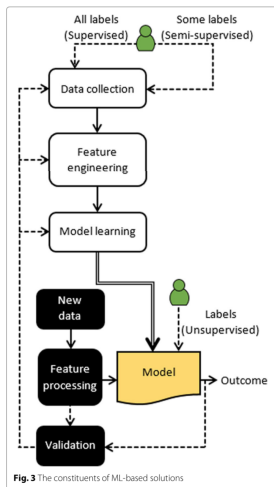 All labels
(Supervised)
Some labels
(Semi-supervised)
Data collection
Feature
engineering
Model learning
New
data
Labels
(Unsupervised)
Feature
processing
Model
Outcome
Validation
Fig. 3 The constituents of ML-based solutions